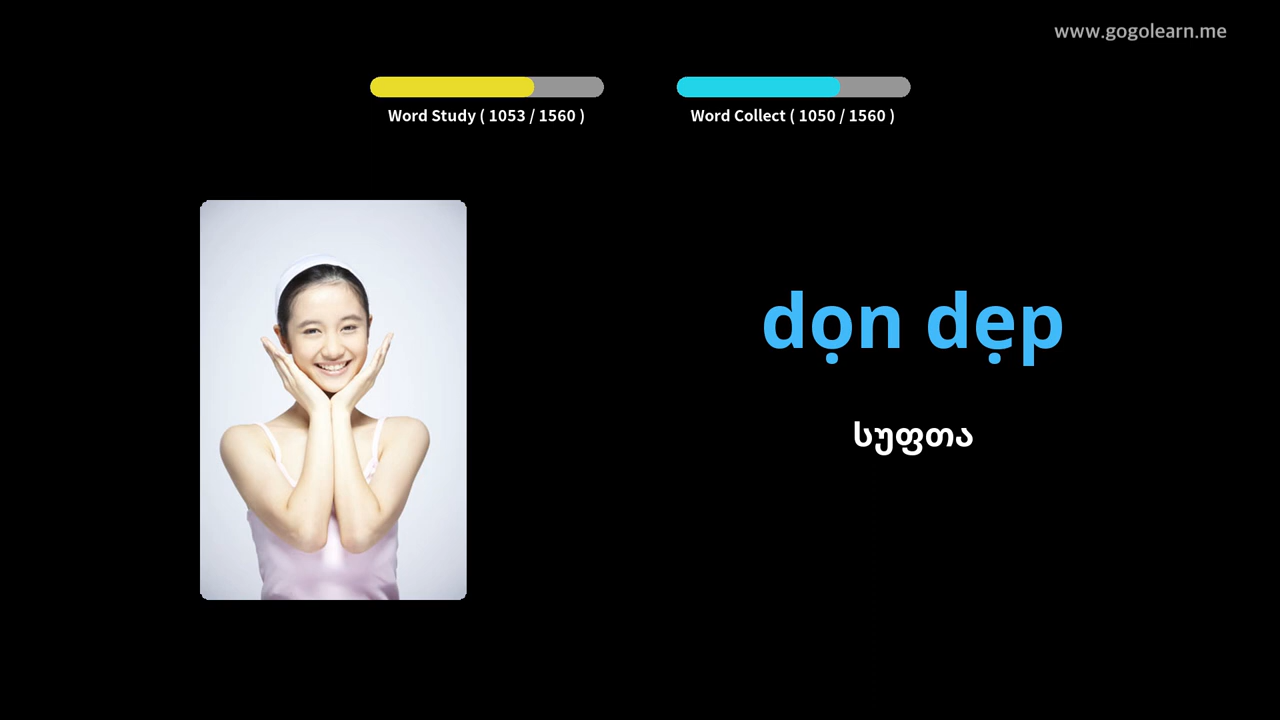 www.gogolearn.me
Word Study ( 1053 / 1560 )
Word Collect ( 1050 / 1560 )
dọn dẹp
სუფთა